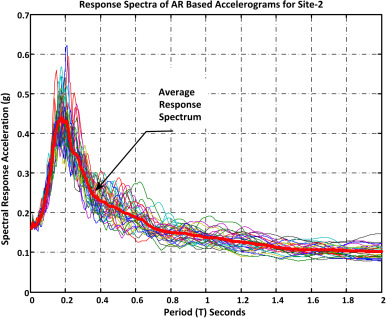 Response Spectra of AR Based Accelerograms for Site-2
0.7
0.6
0.5
0.4
0.3
0.2
0.1
0
Spectral Response Acceleration (g)
Average
Response
Spectrum
0 0.2 0.4 0.6 0.8 1 1.2 1.4 1.6 1.8 2
Period (T) Seconds